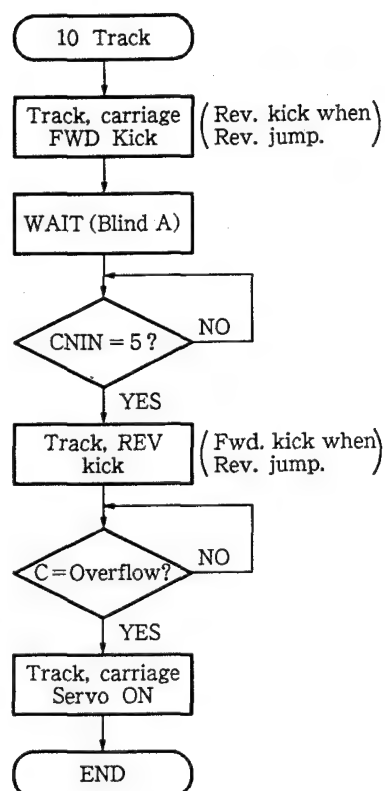 10 Track
Track, carriage
FWD Kick
(Rev. kick when
Rev. jump.)
WAIT (Blind A)
CNIN = 5?
NO
YES
Track, REV
kick
(Fwd. kick when
Rev. jump.)
C=Overflow?
NO
YES
Track, carriage
Servo ON
END